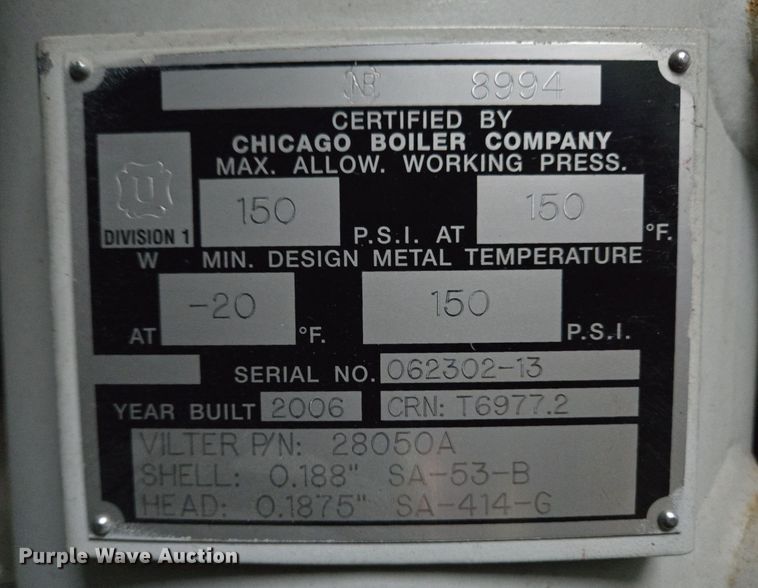 NB 8994
CERTIFIED BY
CHICAGO BOILER COMPANY
MAX. ALLOW. WORKING PRESS.
U
150 P.S.I. AT 150 °F.
DIVISION 1
W MIN. DESIGN METAL TEMPERATURE
AT -20 °F. 150 P.S.I.
SERIAL NO. 062302-13
YEAR BUILT 2006 CRN: T6977.2
VILTER P/N: 28050A
SHELL: 0.188" SA-53-B
HEAD: 0.1875" SA-414-G
Purple Wave Auction